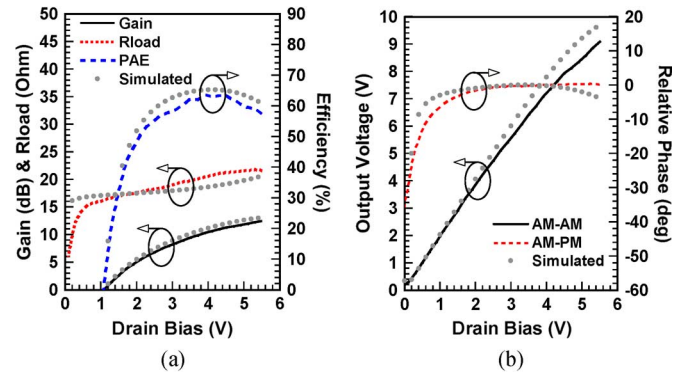 50
45
40
35
30
25
20
15
10
5
0
Gain (dB) & Rload (Ohm)
Gain
Rload
PAE
Simulated
90
80
70
60
50
40
30
20
10
0
Efficiency (%)
0 1 2 3 4 5 6
Drain Bias (V)
(a)
10
9
8
7
6
5
4
3
2
1
0
Output Voltage (V)
AM-AM
AM-PM
Simulated
20
10
0
-10
-20
-30
-40
-50
-60
Relative Phase (deg)
0 1 2 3 4 5 6
Drain Bias (V)
(b)